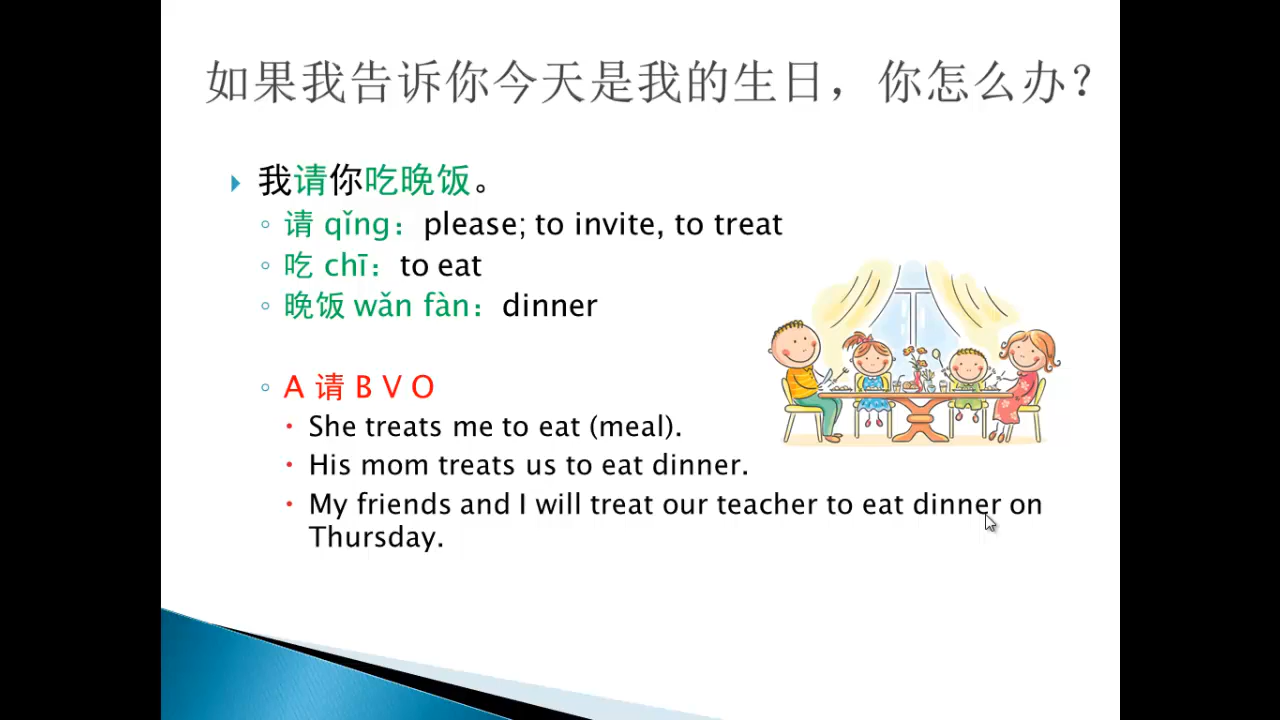 如果我告诉你今天是我的生日，你怎么办？
我请你吃晚饭。
请 qǐng：please; to invite, to treat
吃 chī：to eat
晚饭 wǎn fàn：dinner
A 请 B V O
She treats me to eat (meal).
His mom treats us to eat dinner.
My friends and I will treat our teacher to eat dinner on
Thursday.